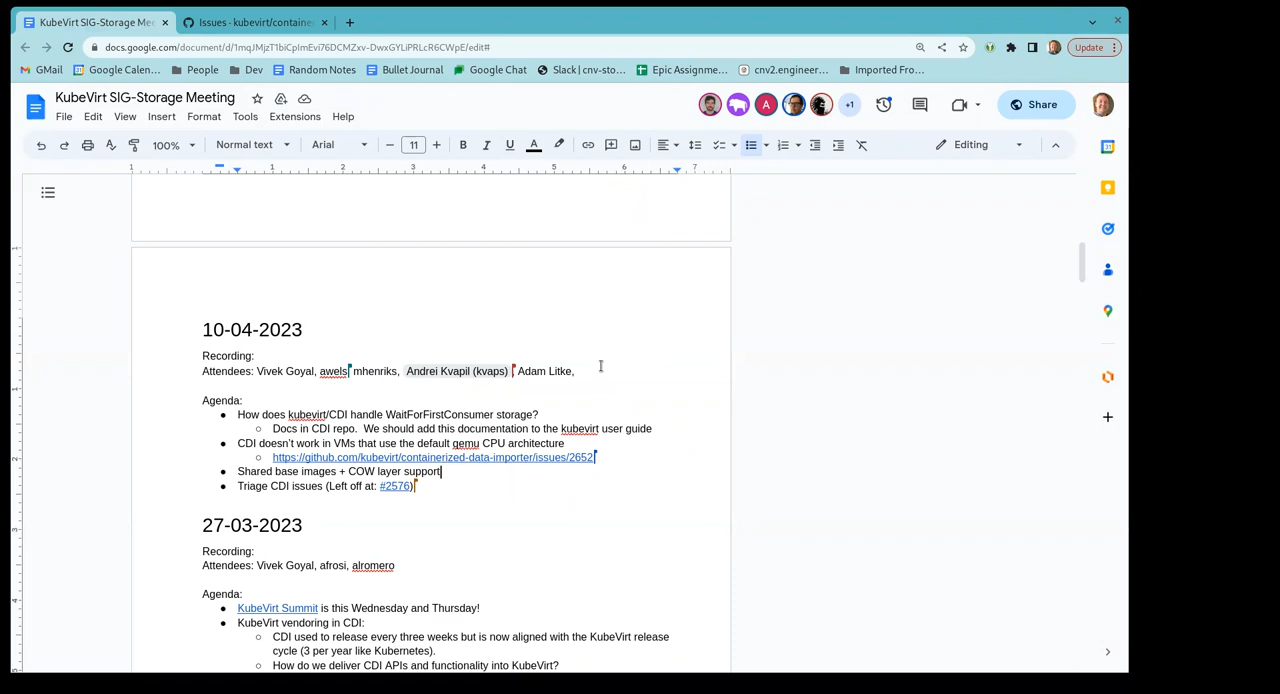 KubeVirt SIG-Storage Mee
Issues - kubevirt/containe
docs.google.com/document/d/1mqJMjzT1biCpImEvi76DCMZxv-DwxGYLiPRLcR6CWpE/edit#
Update
GMail
Google Calen...
People
Dev
Random Notes
Bullet Journal
Google Chat
Slack | cnv-sto...
Epic Assignme...
cnv2.engineer...
Imported Fro...
KubeVirt SIG-Storage Meeting
A
+1
Share
File Edit View Insert Format Tools Extensions Help
100% Normal text Arial 11 B I U A Editing
1 1 2 3 4 5 6 7
10-04-2023
Recording:
Attendees: Vivek Goyal, awels, mhenriks, Andrei Kvapil (kvaps) , Adam Litke,
Agenda:
● How does kubevirt/CDI handle WaitForFirstConsumer storage?
○ Docs in CDI repo. We should add this documentation to the kubevirt user guide
● CDI doesn't work in VMs that use the default qemu CPU architecture
○ https://github.com/kubevirt/containerized-data-importer/issues/2652
● Shared base images + COW layer support
● Triage CDI issues (Left off at: #2576)
27-03-2023
Recording:
Attendees: Vivek Goyal, afrosi, alromero
Agenda:
● KubeVirt Summit is this Wednesday and Thursday!
● KubeVirt vendoring in CDI:
○ CDI used to release every three weeks but is now aligned with the KubeVirt release
cycle (3 per year like Kubernetes).
○ How do we deliver CDI APIs and functionality into KubeVirt?